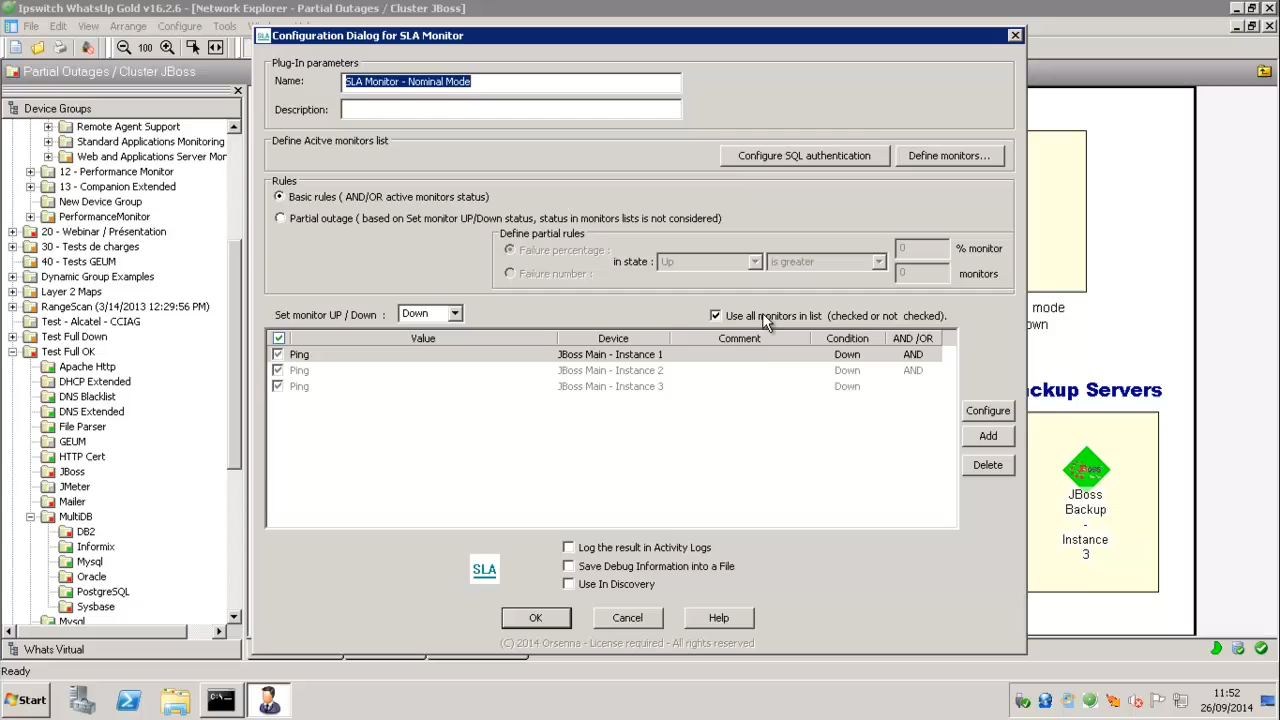 Ipswitch WhatsUp Gold v16.2.6 - [Network Explorer - Partial Outages / Cluster JBoss]
File Edit View Arrange Configure Tools
100
Partial Outages / Cluster JBoss
Device Groups
Remote Agent Support
Standard Applications Monitoring
Web and Applications Server Mor
12 - Performance Monitor
13 - Companion Extended
New Device Group
PerformanceMonitor
20 - Webinar / Présentation
30 - Tests de charges
40 - Tests GEUM
Dynamic Group Examples
Layer 2 Maps
RangeScan (3/14/2013 12:29:56 PM)
Test - Alcatel - CCIAG
Test Full Down
Test Full OK
Apache Http
DHCP Extended
DNS Blacklist
DNS Extended
File Parser
GEUM
HTTP Cert
JBoss
JMeter
Mailer
MultiDB
DB2
Informix
Mysql
Oracle
PostgreSQL
Sysbase
Mysql
Whats Virtual
Ready
SLA Configuration Dialog for SLA Monitor
Plug-In parameters
Name: SLA Monitor - Nominal Mode
Description:
Define Acitve monitors list
Configure SQL authentication Define monitors...
Rules
Basic rules ( AND/OR active monitors status)
Partial outage ( based on Set monitor UP/Down status, status in monitors lists is not considered)
Define partial rules
Failure percentage :
in state : Up is greater
0 % monitor
Failure number :
0 monitors
Set monitor UP / Down : Down
Use all monitors in list (checked or not checked).
Value Device Comment Condition AND /OR
Ping JBoss Main - Instance 1 Down AND
Ping JBoss Main - Instance 2 Down AND
Ping JBoss Main - Instance 3 Down
Configure
Add
Delete
SLA
Log the result in Activity Logs
Save Debug Information into a File
Use In Discovery
OK Cancel Help
(C) 2014 Orsenna - License required - All rights reserved
mode
own
ckup Servers
JBoss
JBoss
Backup
-
Instance
3
Start
11:52
26/09/2014